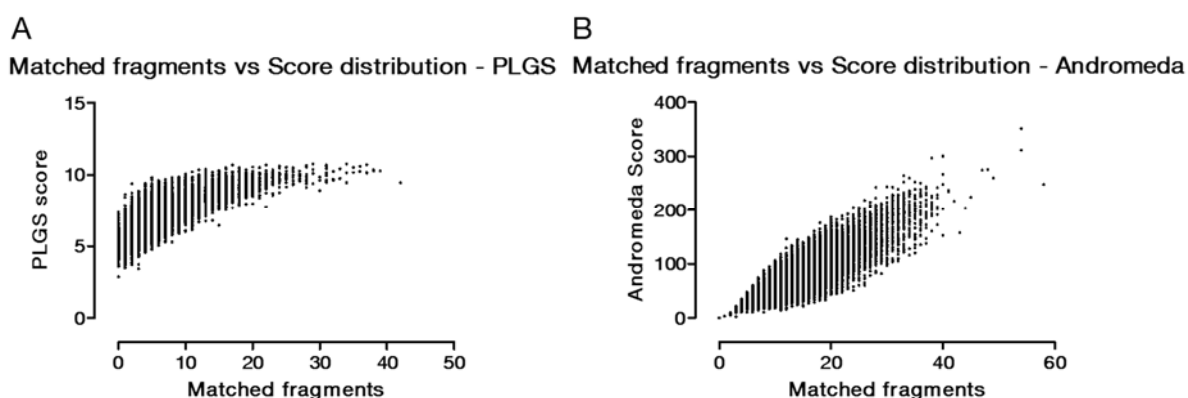 A
Matched fragments vs Score distribution - PLGS
15
10
5
0
PLGS score
0 10 20 30 40 50
Matched fragments
B
Matched fragments vs Score distribution - Andromeda
400
300
200
100
0
Andromeda Score
0 20 40 60
Matched fragments